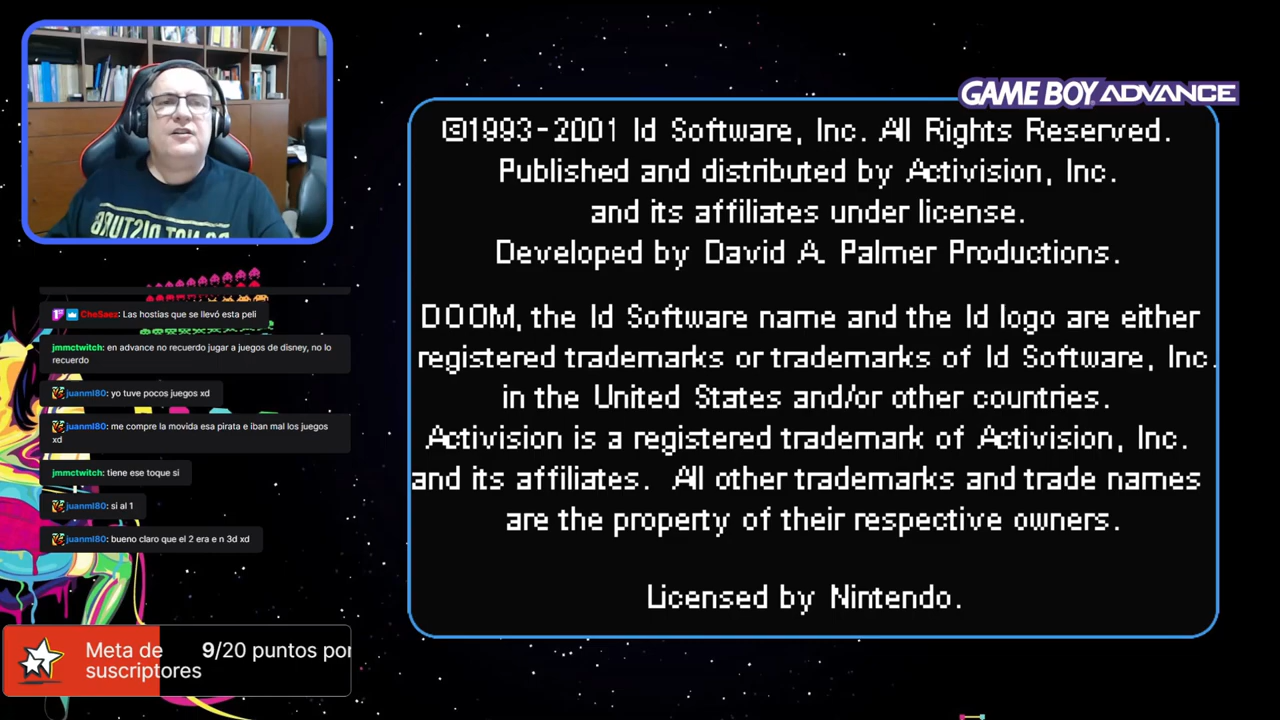 GAME BOY ADVANCE
©1993-2001 Id Software, Inc. All Rights Reserved.
Published and distributed by Activision, Inc.
and its affiliates under license.
Developed by David A. Palmer Productions.
DOOM, the Id Software name and the Id logo are either
registered trademarks or trademarks of Id Software, Inc.
in the United States and/or other countries.
Activision is a registered trademark of Activision, Inc.
and its affiliates. All other trademarks and trade names
are the property of their respective owners.
Licensed by Nintendo.
DO NOT DISTURB
CheSaez: Las hostias que se llevó esta peli
jmmctwitch: en advance no recuerdo jugar a juegos de disney, no lo
recuerdo
juanml80: yo tuve pocos juegos xd
juanml80: me compre la movida esa pirata e iban mal los juegos
xd
jmmctwitch: tiene ese toque si
juanml80: si al 1
juanml80: bueno claro que el 2 era e n 3d xd
Meta de 9/20 puntos por
suscriptores